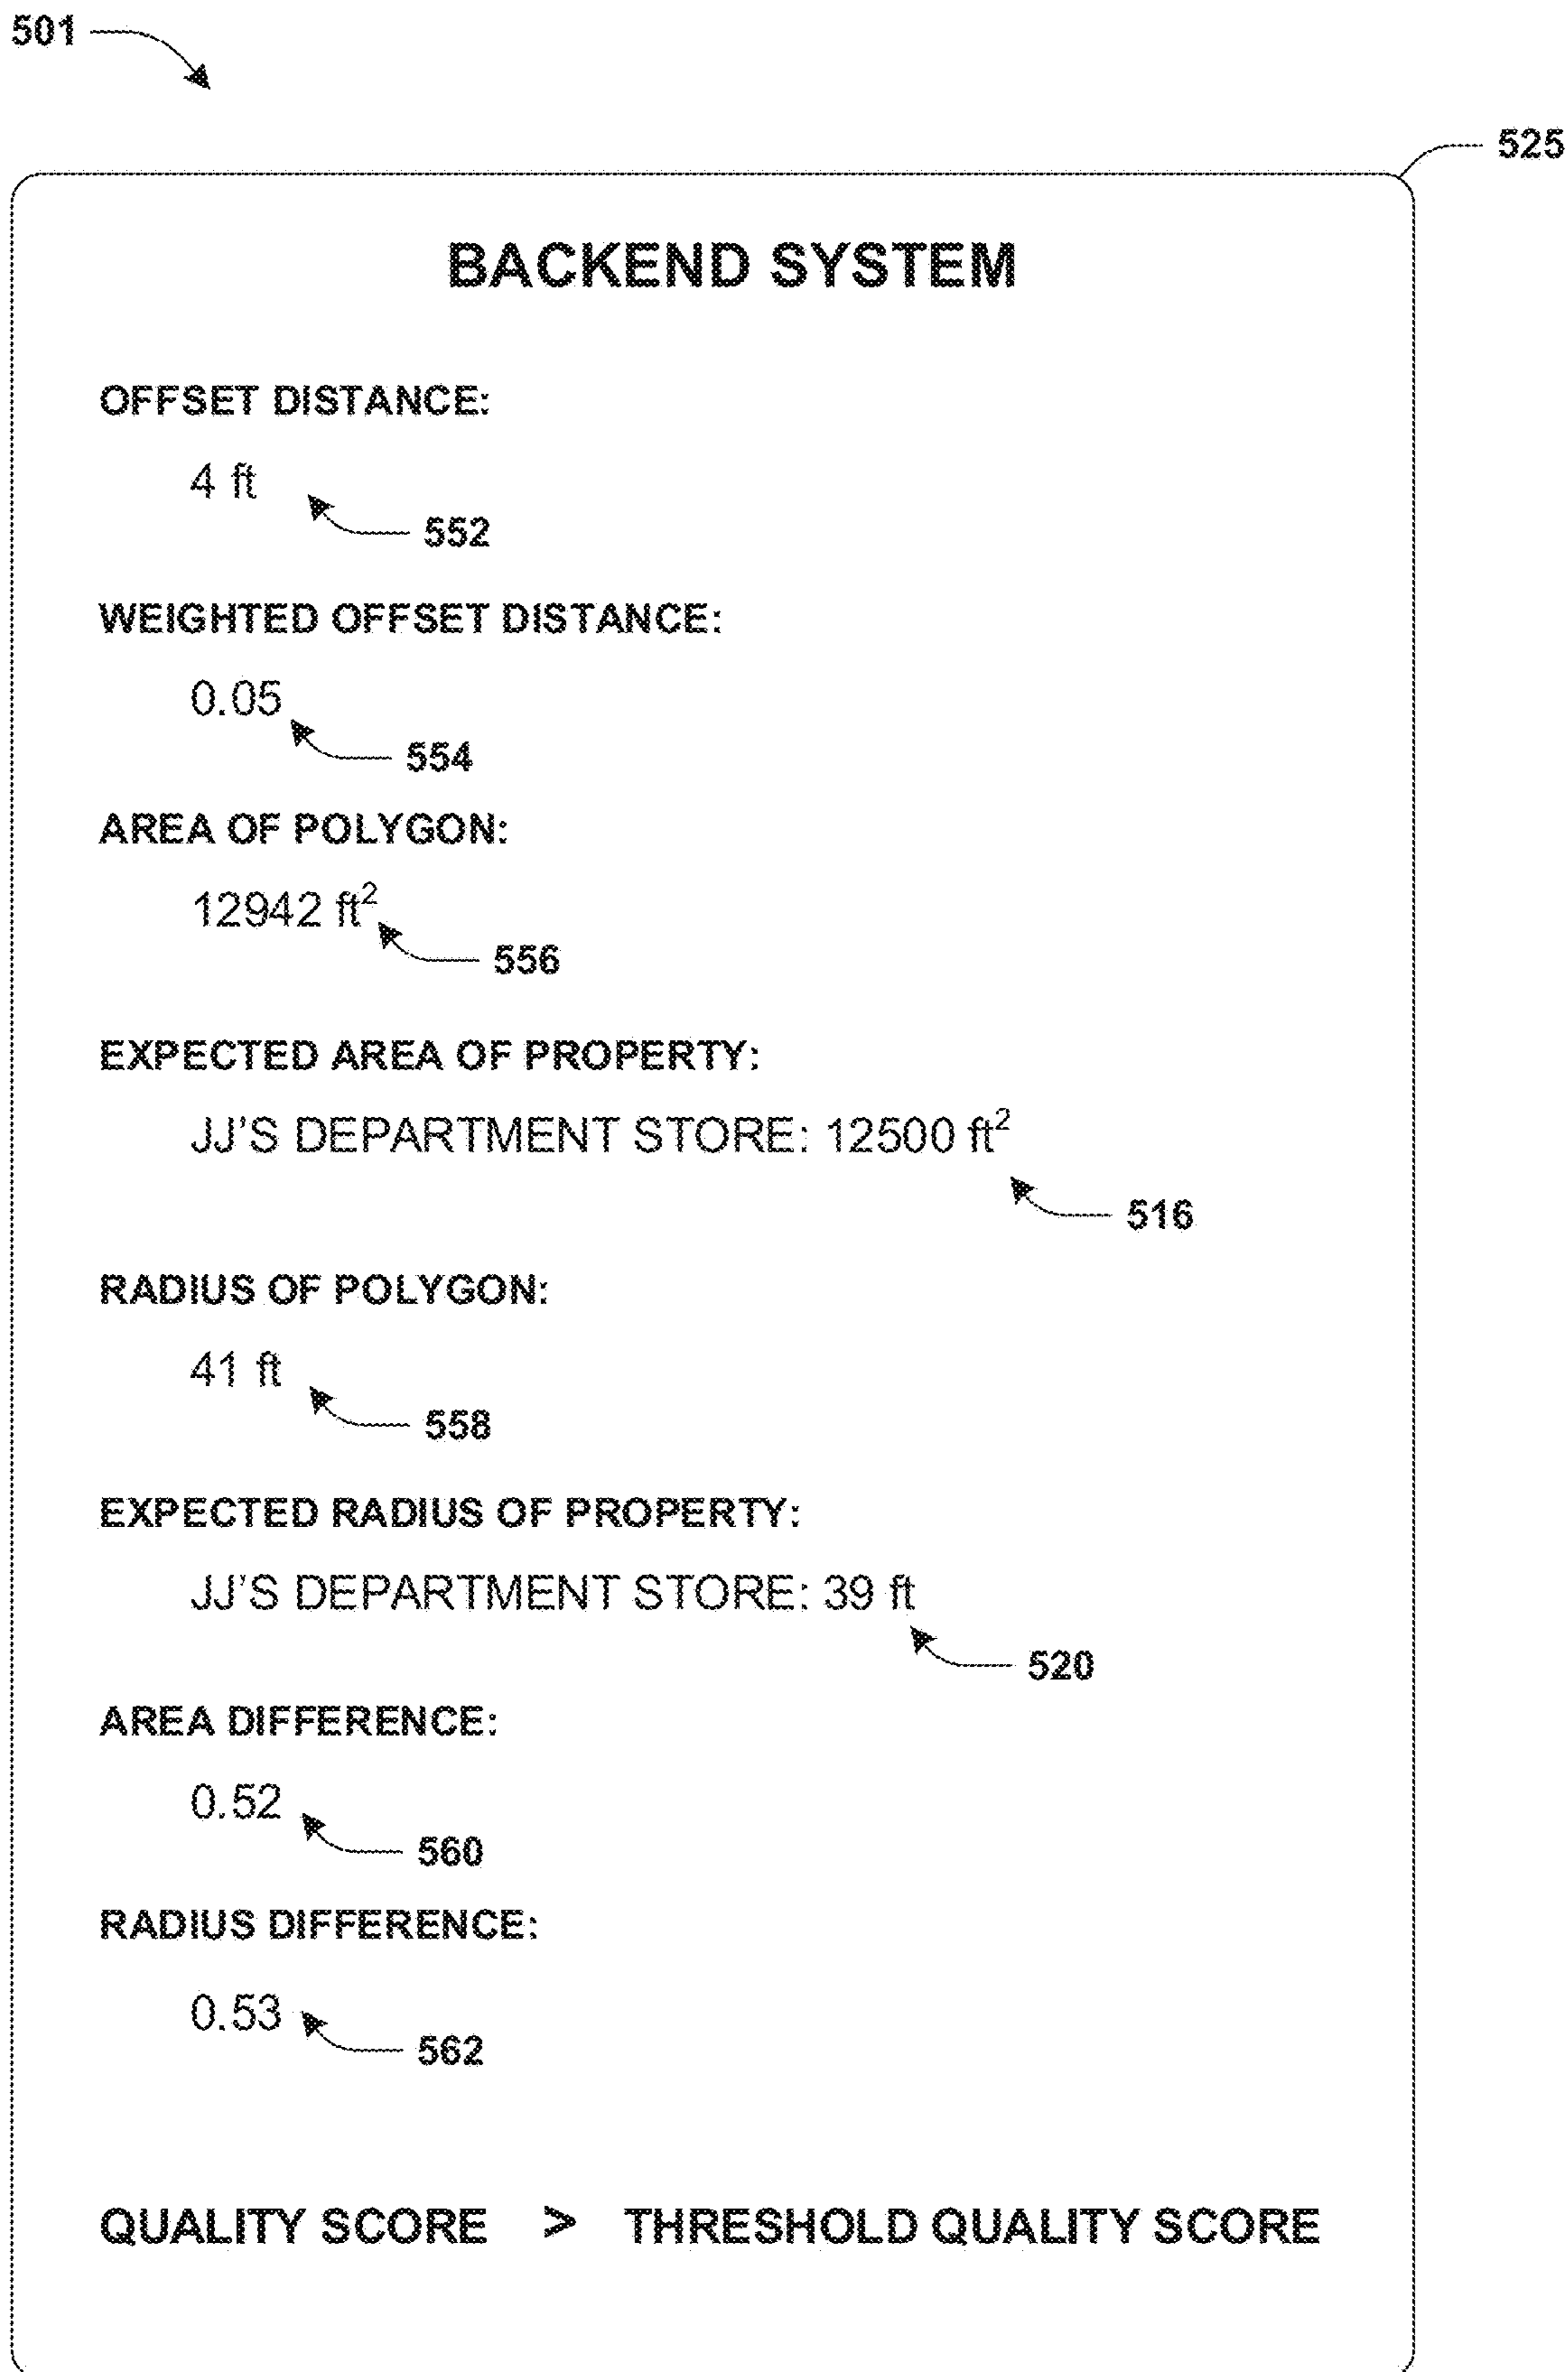 501
525
BACKEND SYSTEM
OFFSET DISTANCE:
4 ft
552
WEIGHTED OFFSET DISTANCE:
0.05
554
AREA OF POLYGON:
12942 ft²
556
EXPECTED AREA OF PROPERTY:
JJ'S DEPARTMENT STORE: 12500 ft²
516
RADIUS OF POLYGON:
41 ft
558
EXPECTED RADIUS OF PROPERTY:
JJ'S DEPARTMENT STORE: 39 ft
520
AREA DIFFERENCE:
0.52
560
RADIUS DIFFERENCE:
0.53
562
QUALITY SCORE > THRESHOLD QUALITY SCORE